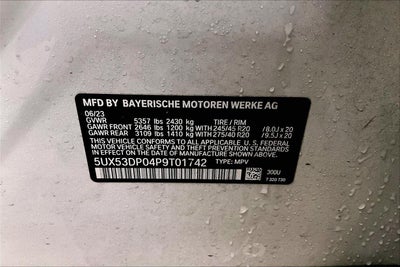 MFD BY BAYERISCHE MOTOREN WERKE AG
06/23
GVWR 5357 lbs 2430 kg TIRE / RIM
GAWR FRONT 2646 lbs 1200 kg WITH 245/45 R20 / 8.0J x 20
GAWR REAR 3109 lbs 1410 kg WITH 275/40 R20 / 9.5J x 20
THIS VEHICLE CONFORMS TO ALL APPLICABLE U. S. FEDERAL
MOTOR VEHICLE SAFETY AND THEFT PREVENTION STANDARDS
IN EFFECT ON THE DATE OF MANUFACTURE SHOWN ABOVE.
5UX53DP04P9T01742 TYPE: MPV
300U